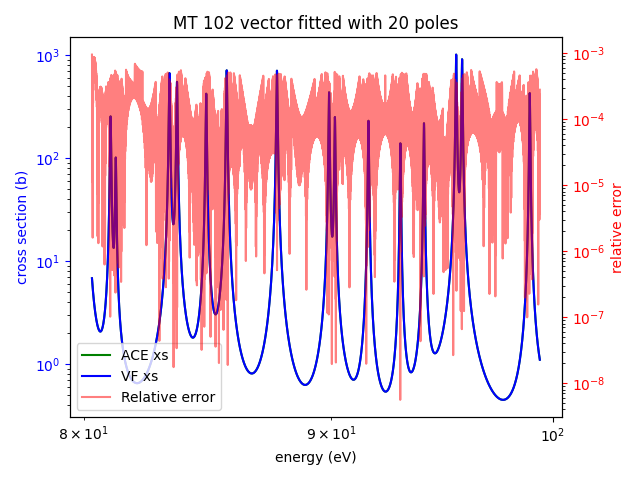 MT 102 vector fitted with 20 poles
10³
10²
10¹
10⁰
cross section (b)
10⁻³
10⁻⁴
10⁻⁵
10⁻⁶
10⁻⁷
10⁻⁸
relative error
ACE xs
VF xs
Relative error
8 × 10¹
9 × 10¹
10²
energy (eV)